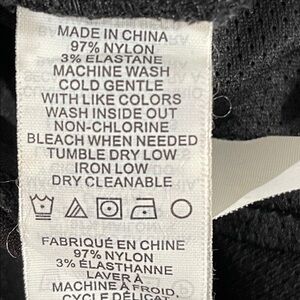 MADE IN CHINA
97% NYLON
3% ELASTANE
MACHINE WASH
COLD GENTLE
WITH LIKE COLORS
WASH INSIDE OUT
NON-CHLORINE
BLEACH WHEN NEEDED
TUMBLE DRY LOW
IRON LOW
DRY CLEANABLE
FABRIQUÉ EN CHINE
97% NYLON
3% ÉLASTHANNE
LAVER À
MACHINE À FROID
CYCLE DÉLICAT